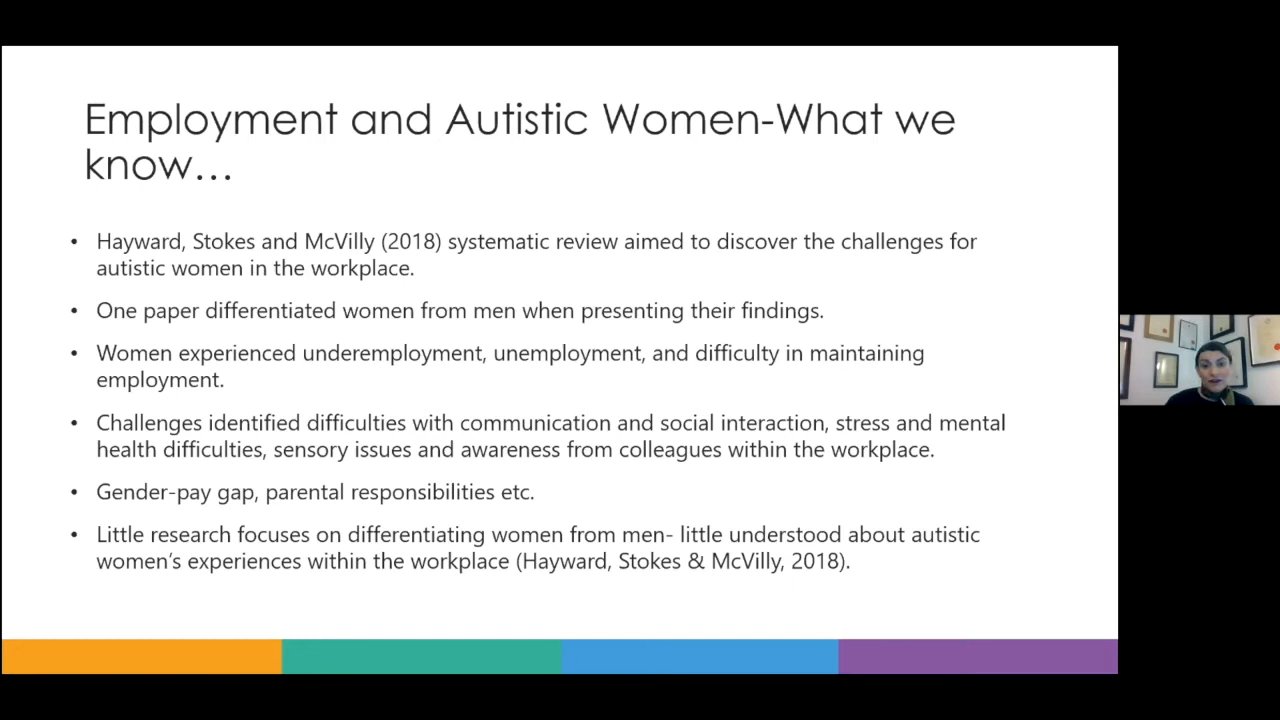 Employment and Autistic Women-What we
know…
• Hayward, Stokes and McVilly (2018) systematic review aimed to discover the challenges for
autistic women in the workplace.
• One paper differentiated women from men when presenting their findings.
• Women experienced underemployment, unemployment, and difficulty in maintaining
employment.
• Challenges identified difficulties with communication and social interaction, stress and mental
health difficulties, sensory issues and awareness from colleagues within the workplace.
• Gender-pay gap, parental responsibilities etc.
• Little research focuses on differentiating women from men- little understood about autistic
women’s experiences within the workplace (Hayward, Stokes & McVilly, 2018).